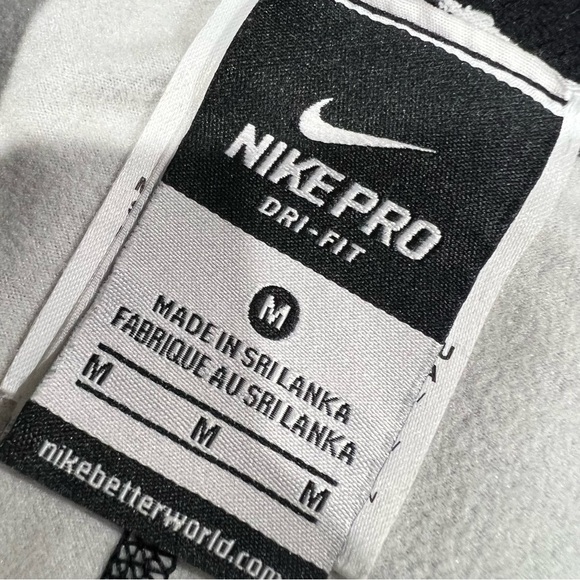 NIKE PRO
DRI-FIT
M
MADE IN SRI LANKA
FABRIQUE AU SRI LANKA
M M M
nikebetterworld.com